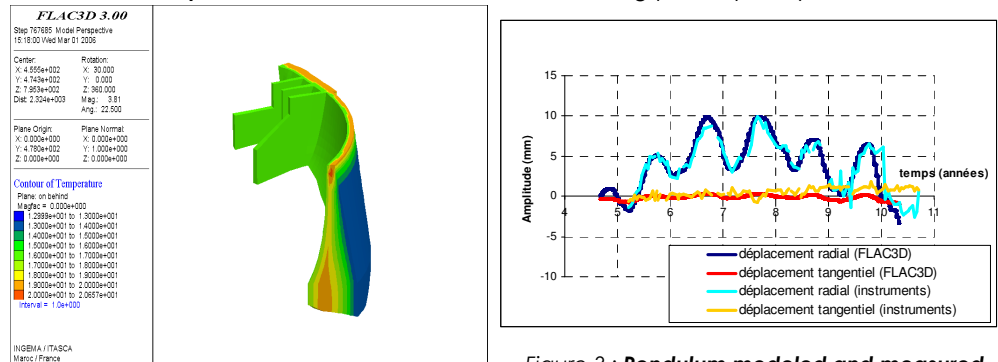 FLAC3D 3.00
Step 767685 Model Perspective
15:18:00 Wed Mar 01 2006
Center: Rotation:
X: 4.555e+002 X: 30.000
Y: 4.743e+002 Y: 0.000
Z: 7.953e+002 Z: 360.000
Dist: 2.324e+003 Mag.: 3.81
Ang.: 22.500
Plane Origin: Plane Normal:
X: 0.000e+000 X: 0.000e+000
Y: 4.780e+002 Y: 1.000e+000
Z: 0.000e+000 Z: 0.000e+000
Contour of Temperature
Plane: on behind
Magfac = 0.000e+000
1.2999e+001 to 1.3000e+001
1.3000e+001 to 1.4000e+001
1.4000e+001 to 1.5000e+001
1.5000e+001 to 1.6000e+001
1.6000e+001 to 1.7000e+001
1.7000e+001 to 1.8000e+001
1.8000e+001 to 1.9000e+001
1.9000e+001 to 2.0000e+001
2.0000e+001 to 2.0657e+001
Interval = 1.0e+000
INGEMA / ITASCA
Maroc / France
Amplitude (mm)
15
10
5
0
-5
-10
4 5 6 7 8 9 10 11
temps (années)
déplacement radial (FLAC3D)
déplacement tangentiel (FLAC3D)
déplacement radial (instruments)
déplacement tangentiel (instruments)
Pendulum modeled and measured